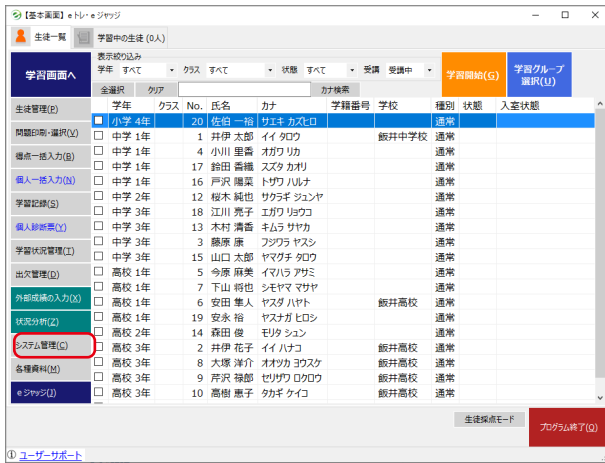 【基本画面】eトレ・eジャッジ
生徒一覧 学習中の生徒 (0人)
学習画面へ
表示絞り込み
学年 すべて クラス すべて 状態 すべて 受講 受講中
全選択 クリア カナ検索
学習開始(G)
学習グループ
選択(U)
生徒管理(P)
問題印刷・選択(V)
得点一括入力(B)
個人一括入力(N)
学習記録(S)
個人診断票(Y)
学習状況管理(T)
出欠管理(D)
外部成績の入力(X)
状況分析(Z)
システム管理(C)
各種資料(M)
eジャッジ(J)
学年 クラス No. 氏名 カナ 学籍番号 学校 種別 状態 入室状態
小学 4年 20 佐伯 一裕 サエキ カズヒロ 通常
中学 1年 1 井伊 太郎 イイ タロウ 飯井中学校 通常
中学 1年 4 小川 里香 オガワ リカ 通常
中学 1年 17 鈴田 香織 スズタ カオリ 通常
中学 1年 16 戸沢 陽菜 トザワ ハルナ 通常
中学 2年 12 桜木 純也 サクラギ ジュンヤ 通常
中学 3年 18 江川 亮子 エガワ リョウコ 通常
中学 3年 13 木村 清香 キムラ サヤカ 通常
中学 3年 3 藤原 康 フジワラ ヤスシ 通常
中学 3年 15 山口 太郎 ヤマグチ タロウ 通常
高校 1年 5 今原 麻美 イマハラ アサミ 通常
高校 1年 7 下山 将也 シモヤマ マサヤ 通常
高校 1年 6 安田 隼人 ヤスダ ハヤト 飯井高校 通常
高校 1年 19 安永 裕 ヤスナガ ヒロシ 通常
高校 2年 14 森田 俊 モリタ シュン 通常
高校 3年 2 井伊 花子 イイ ハナコ 飯井高校 通常
高校 3年 8 大塚 洋介 オオツカ ヨウスケ 飯井高校 通常
高校 3年 9 芹沢 禄郎 セリザワ ロクロウ 飯井高校 通常
高校 3年 10 高樹 恵子 タカギ ケイコ 飯井高校 通常
生徒採点モード
プログラム終了(Q)
ユーザーサポート